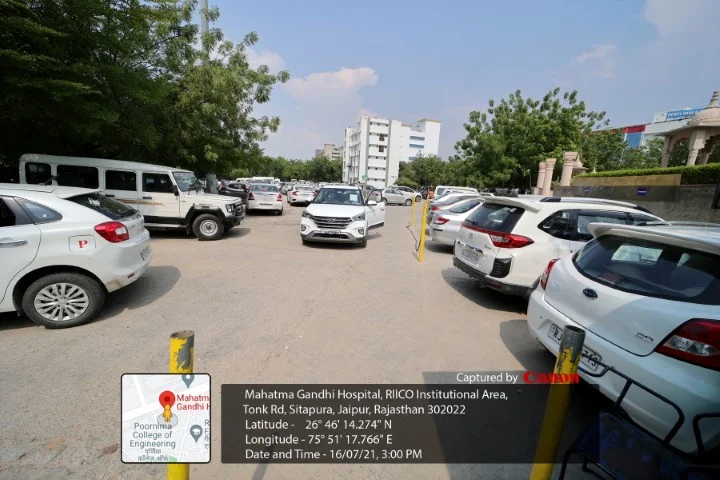 P
Captured by Canon
Mahatma Gandhi Hospital, RIICO Institutional Area,
Tonk Rd, Sitapura, Jaipur, Rajasthan 302022
Latitude - 26° 46' 14.274" N
Longitude - 75° 51' 17.766" E
Date and Time - 16/07/21, 3:00 PM
Mahatm
Gandhi H
Poornima
College of
Engineering